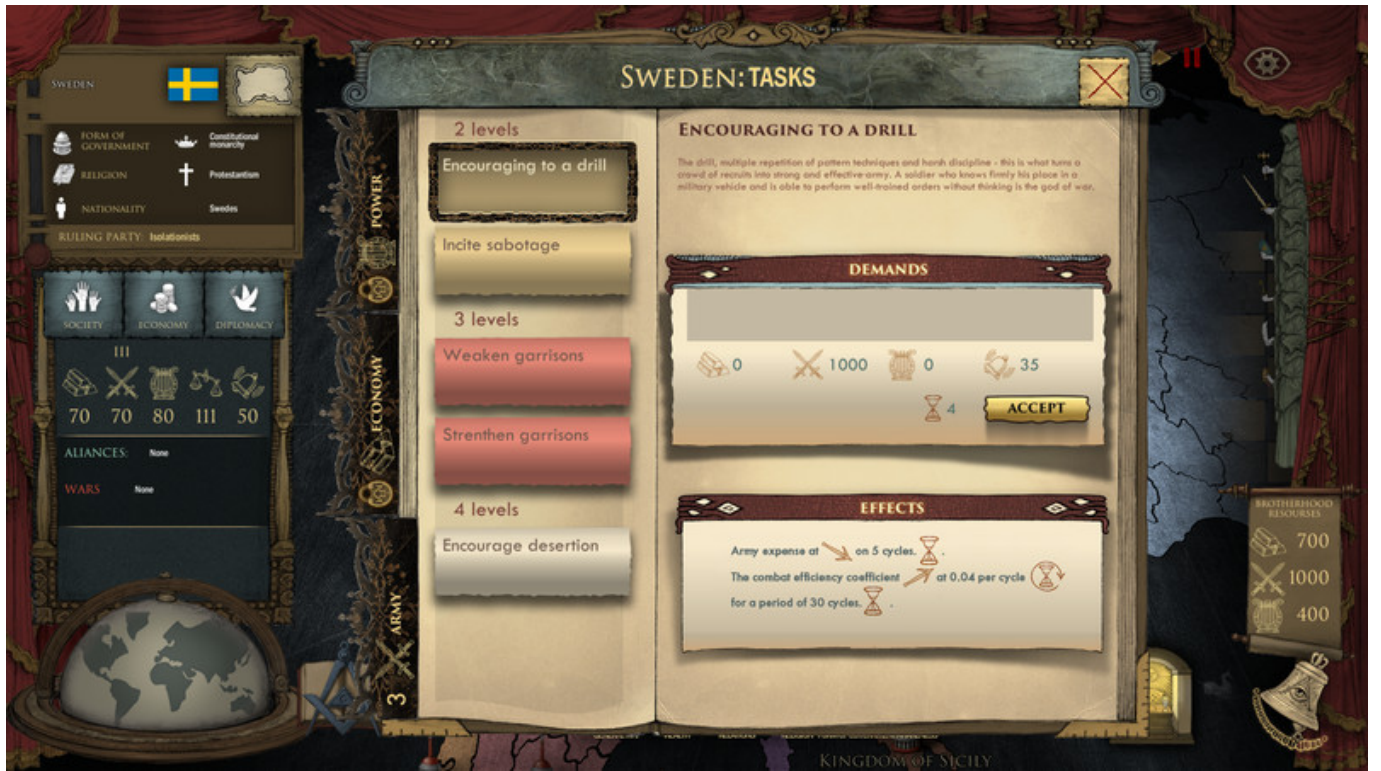 SWEDEN: TASKS
SWEDEN
FORM OF GOVERNMENT
Constitutional monarchy
RELIGION
Protestantism
NATIONALITY
Swedes
RULING PARTY: Isolationists
SOCIETY
ECONOMY
DIPLOMACY
III
70 70 80 111 50
ALIANCES: None
WARS None
POWER
ECONOMY
ARMY
3
2 levels
Encouraging to a drill
Incite sabotage
3 levels
Weaken garrisons
Strenthen garrisons
4 levels
Encourage desertion
ENCOURAGING TO A DRILL
The drill, multiple repetition of pattern techniques and harsh discipline - this is what turns a
crowd of recruits into strong and effective-army. A soldier who knows firmly his place in a
military vehicle and is able to perform well-trained orders without thinking is the god of war.
DEMANDS
0 1000 0 35
4 ACCEPT
EFFECTS
Army expense at on 5 cycles. .
The combat efficiency coefficient at 0.04 per cycle
for a period of 30 cycles. .
BROTHERHOOD
RESOURSES
700
1000
400
KINGDOM OF SICILY